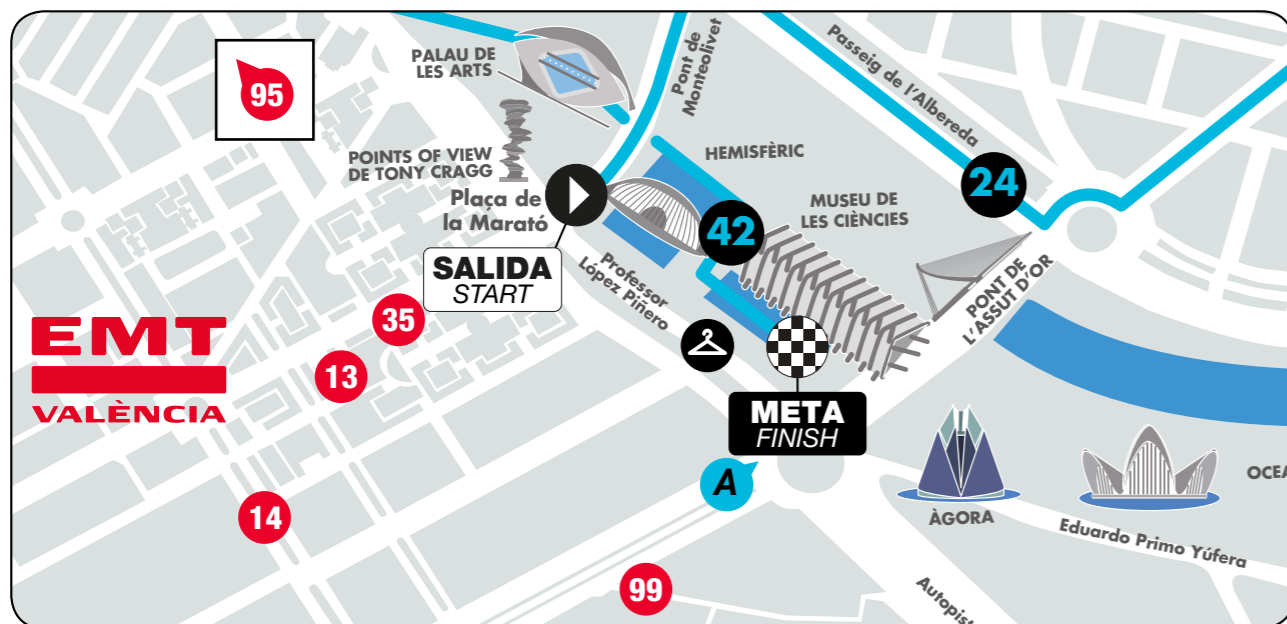 95
PALAU DE
LES ARTS
Pont de
Monteolivet
Passeig de l'Albereda
POINTS OF VIEW
DE TONY CRAGG
HEMISFÈRIC
24
Plaça de
la Marató
MUSEU DE
LES CIÈNCIES
42
SALIDA
START
Professor
López Piñero
PONT DE
L'ASSUT D'OR
35
EMT
VALÈNCIA
13
META
FINISH
A
14
ÀGORA
OCEA
Eduardo Primo Yúfera
99
Autopist